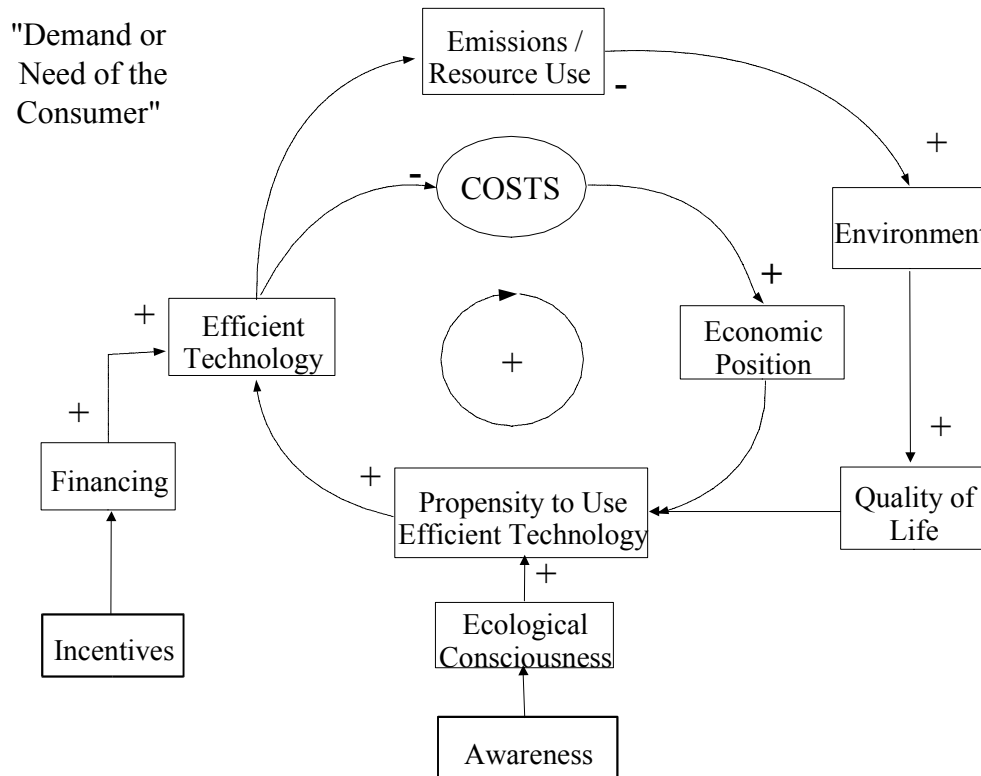 "Demand or
Need of the
Consumer"
Emissions /
Resource Use
-
+
-
COSTS
Environment
+
+
Efficient
Technology
Economic
Position
+
+
+
Financing
+
Propensity to Use
Efficient Technology
Quality of
Life
+
Ecological
Consciousness
Incentives
Awareness